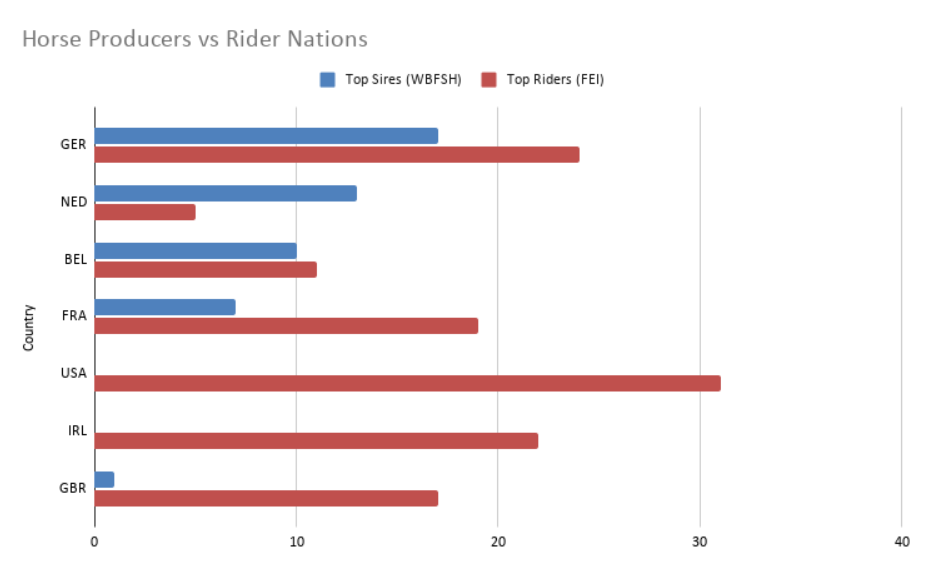 Horse Producers vs Rider Nations
Top Sires (WBFSH) Top Riders (FEI)
Country
GER
NED
BEL
FRA
USA
IRL
GBR
0 10 20 30 40